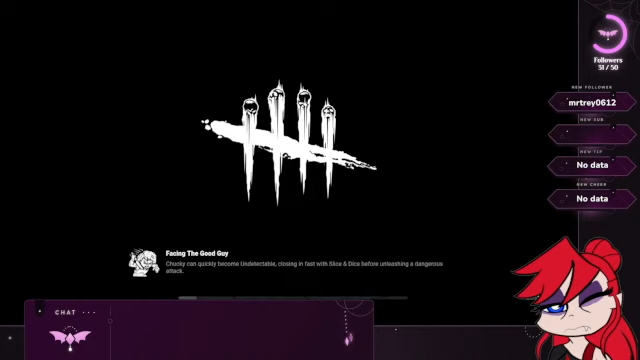 Followers
31 / 50
NEW FOLLOWER
mrtrey0612
NEW SUB
NEW TIP
No data
NEW CHEER
No data
Facing The Good Guy
Chucky can quickly become Undetectable, closing in fast with Slice & Dice before unleashing a dangerous
attack.
CHAT